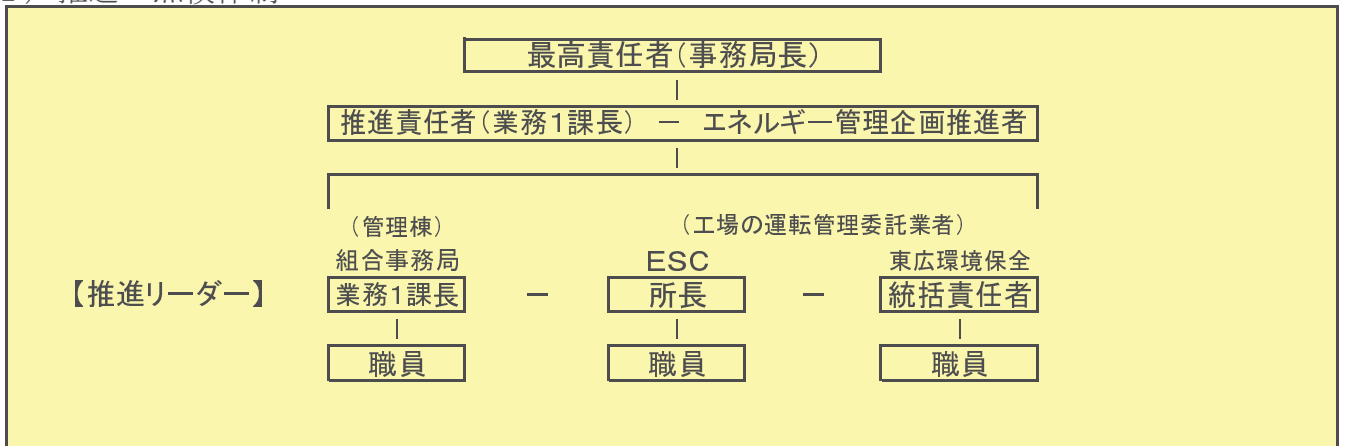 最高責任者(事務局長)
推進責任者(業務1課長) ー エネルギー管理企画推進者
(管理棟) (工場の運転管理委託業者)
組合事務局 ESC 東広環境保全
【推進リーダー】 業務1課長 ー 所長 ー 統括責任者
職員 職員 職員